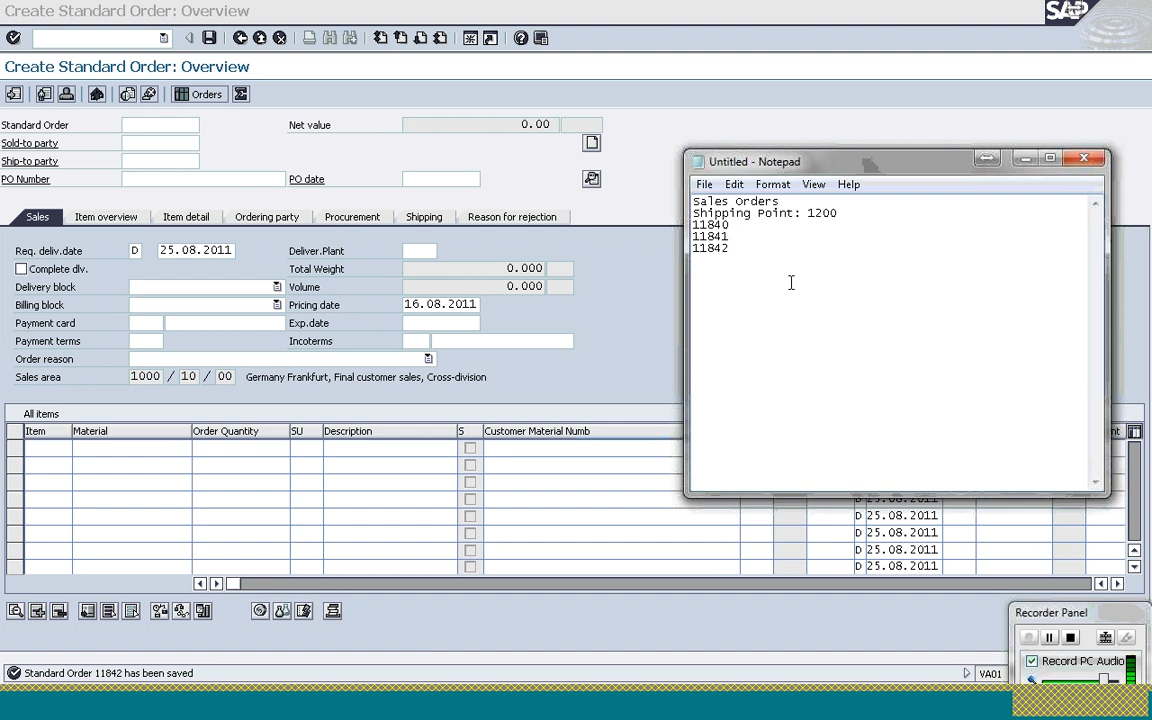 Create Standard Order: Overview
SAP
Create Standard Order: Overview
Orders
Standard Order
Net value 0.00
Sold-to party
Ship-to party
PO Number PO date
Sales Item overview Item detail Ordering party Procurement Shipping Reason for rejection
Req. deliv.date D 25.08.2011 Deliver.Plant
Complete dlv. Total Weight 0.000
Delivery block Volume 0.000
Billing block Pricing date 16.08.2011
Payment card Exp.date
Payment terms Incoterms
Order reason
Sales area 1000 / 10 / 00 Germany Frankfurt, Final customer sales, Cross-division
All items
Item Material Order Quantity SU Description S Customer Material Numb
D 25.08.2011
D 25.08.2011
D 25.08.2011
D 25.08.2011
D 25.08.2011
Standard Order 11842 has been saved VA01
Untitled - Notepad
File Edit Format View Help
Sales Orders
Shipping Point: 1200
11840
11841
11842
Recorder Panel
Record PC Audio